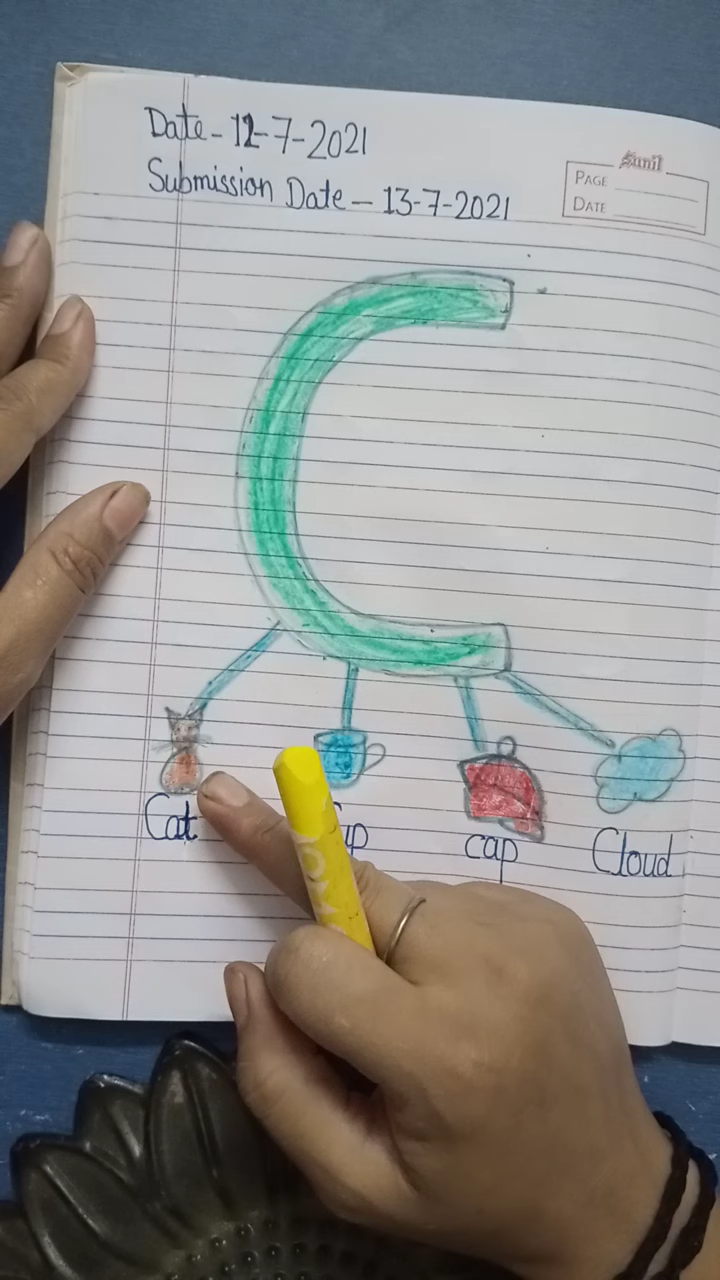 Date - 12-7-2021
Submission Date - 13-7-2021
Sunil
PAGE
DATE
C
Cat
cap
Cloud